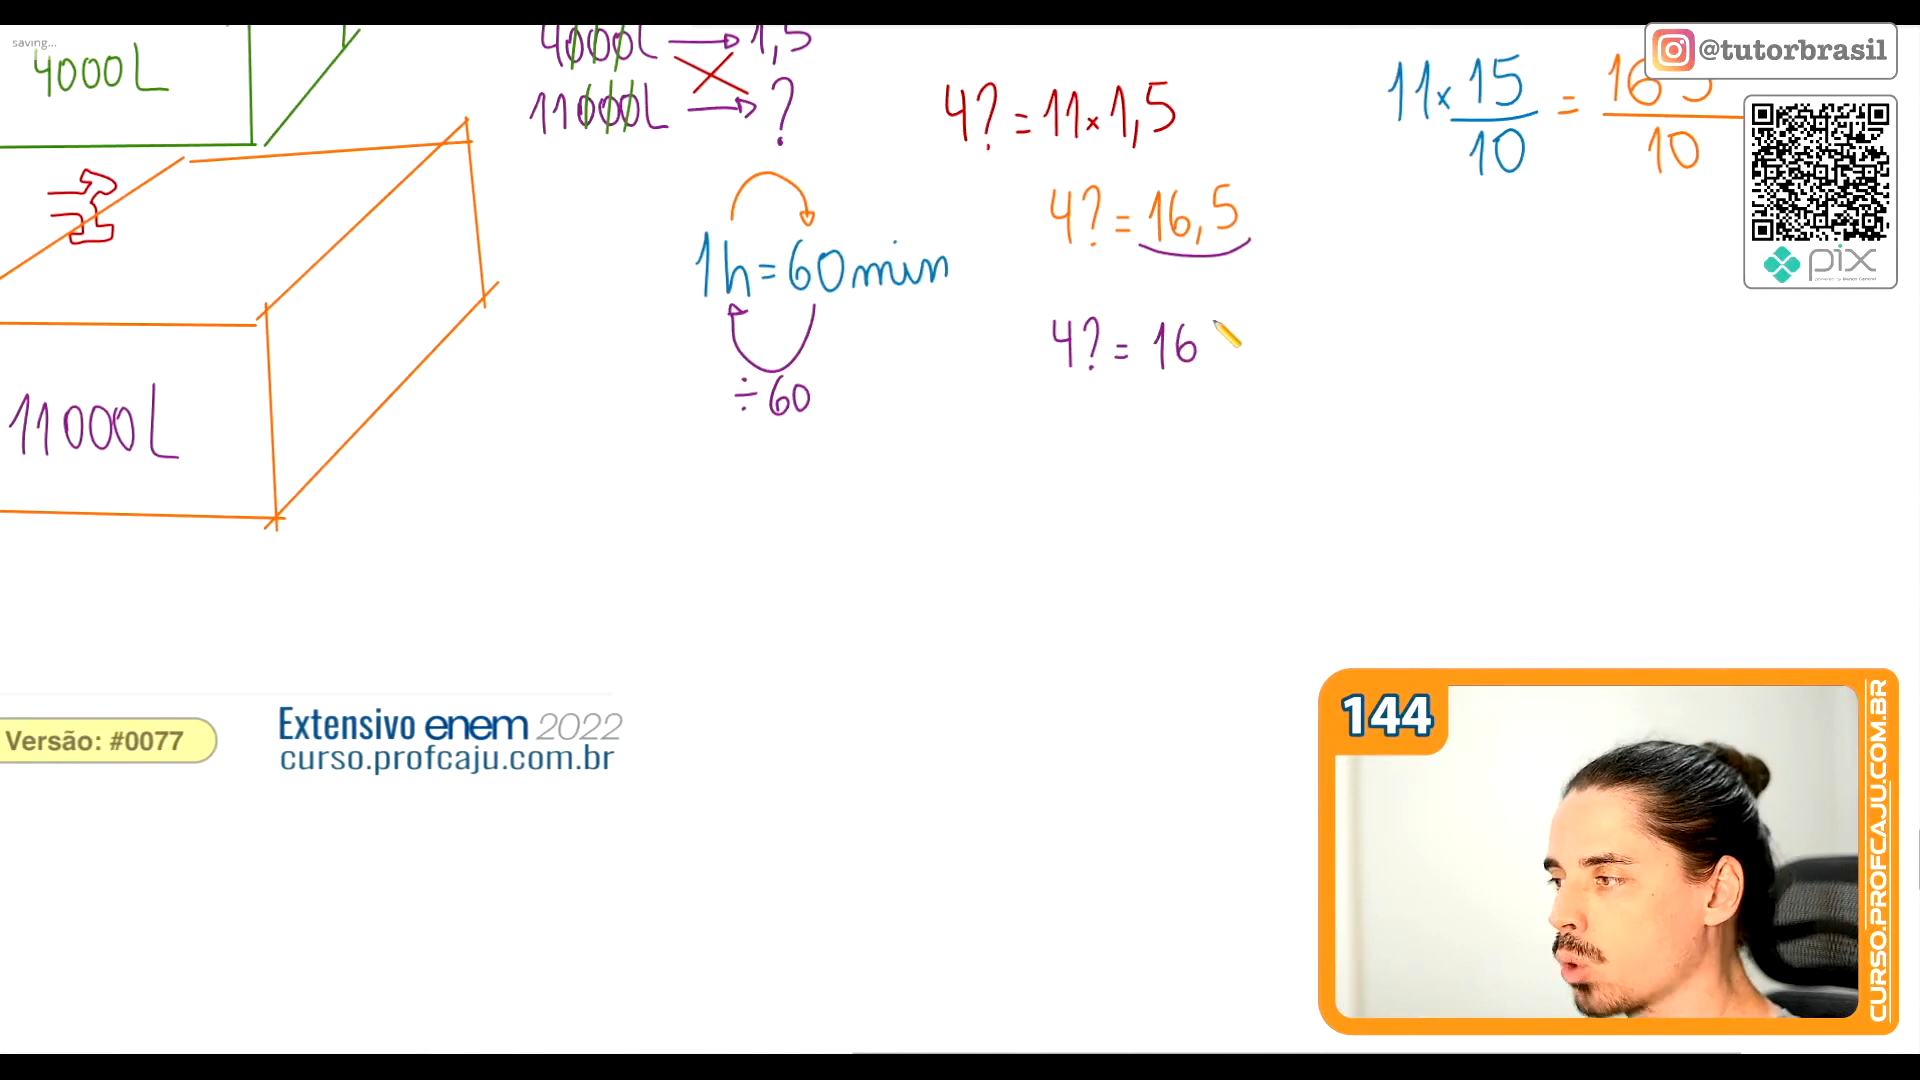 saving...
4000L
4000L → 1,5
11000L → ?
4? = 11 × 1,5
11 × 15/10 = 165/10
@tutorbrasil
pix
4? = 16,5
1h = 60min
÷60
4? = 16
11000L
Versão: #0077
Extensivo enem 2022
curso.profcaju.com.br
144
CURSO.PROFCAJU.COM.BR